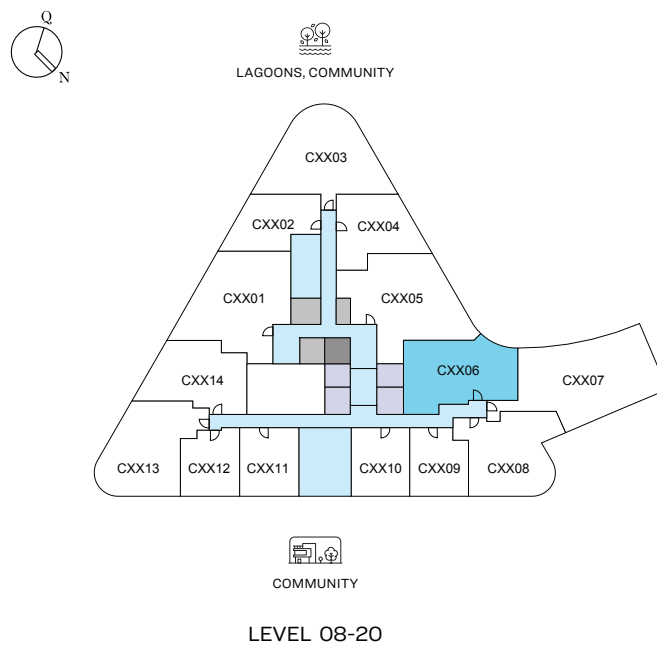 Q
N
LAGOONS, COMMUNITY
CXX03
CXX02
CXX04
CXX01
CXX05
CXX06
CXX07
CXX14
CXX13
CXX12
CXX11
CXX10
CXX09
CXX08
COMMUNITY
LEVEL 08-20